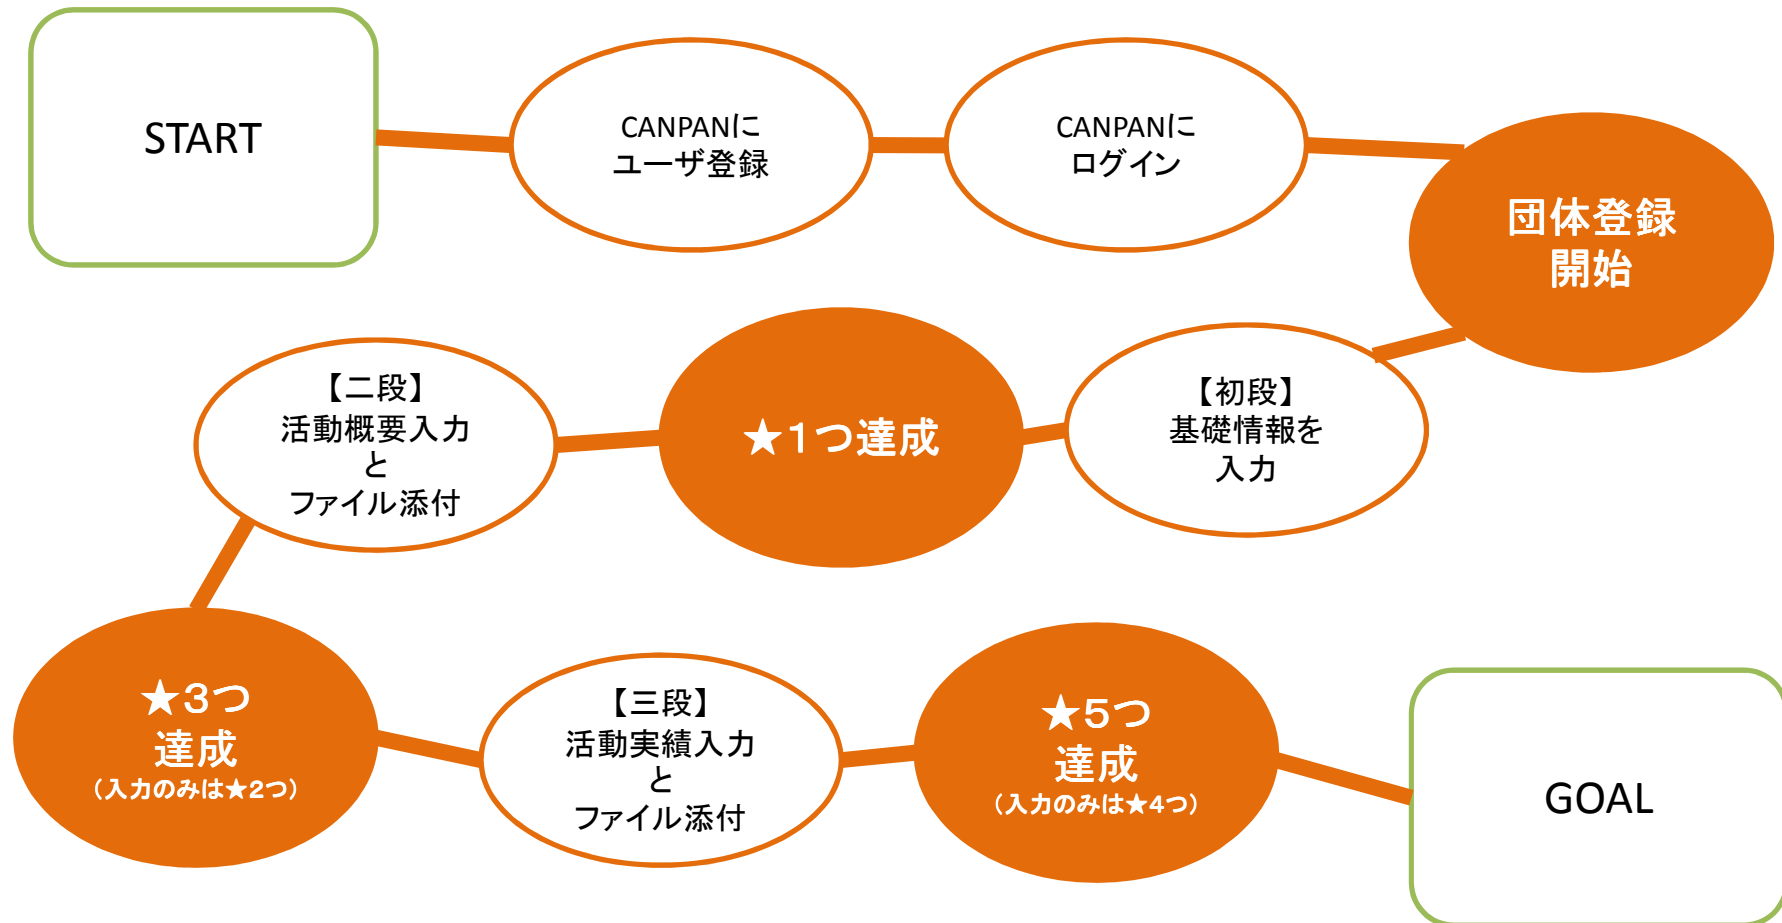 START
CANPANに
ユーザ登録
CANPANに
ログイン
団体登録
開始
【初段】
基礎情報を
入力
★1つ達成
【二段】
活動概要入力
と
ファイル添付
★3つ
達成
（入力のみは★2つ）
【三段】
活動実績入力
と
ファイル添付
★5つ
達成
（入力のみは★4つ）
GOAL